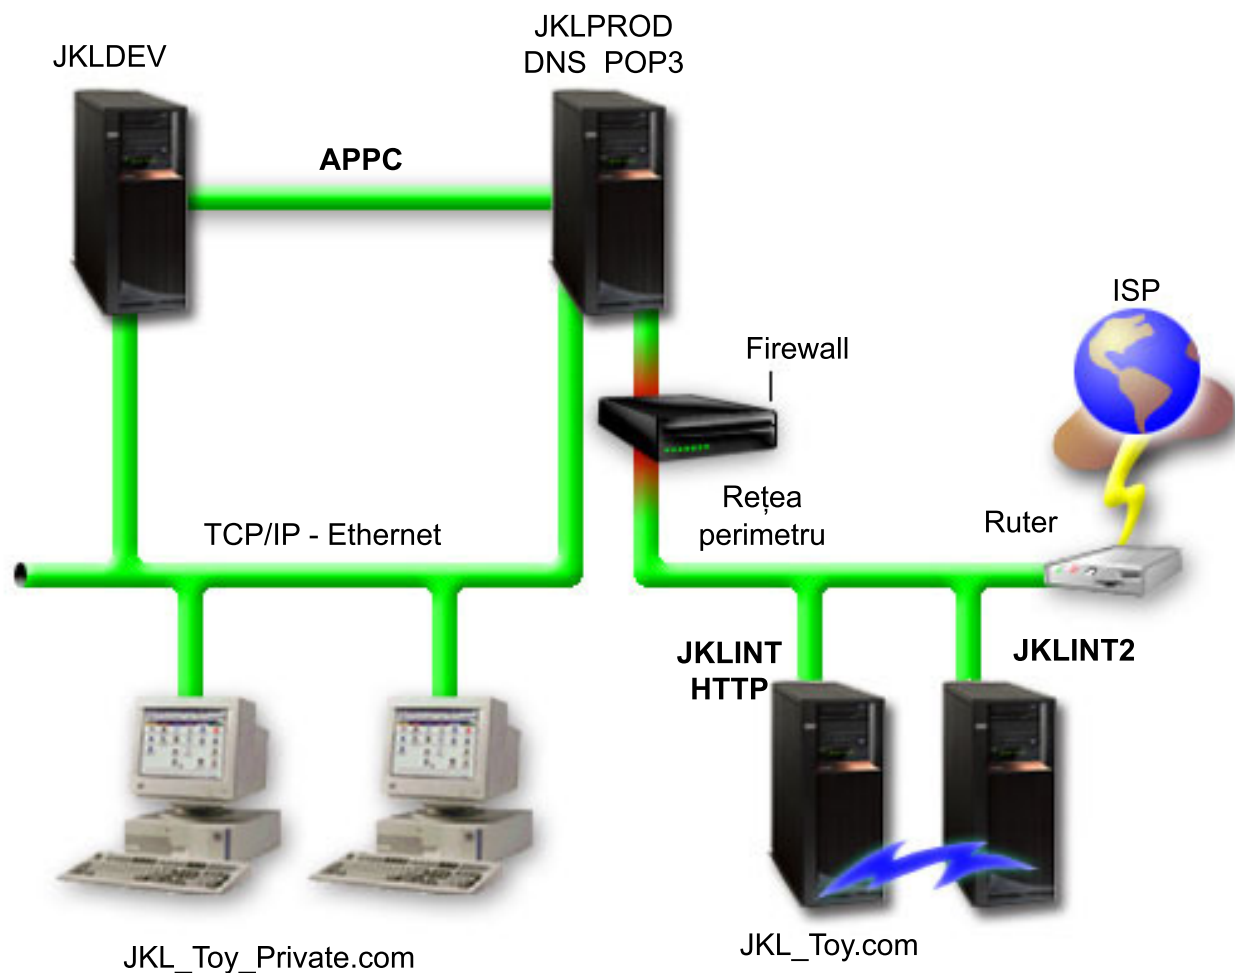 JKLDEV
JKLPROD
DNS POP3
APPC
ISP
Firewall
Rețea
perimetru
Ruter
TCP/IP - Ethernet
JKLINT
HTTP
JKLINT2
JKL_Toy_Private.com
JKL_Toy.com